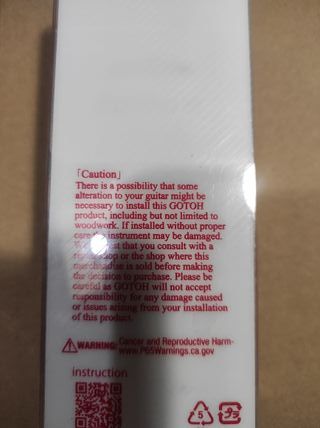 「Caution」
There is a possibility that some
alteration to your guitar might be
necessary to install this GOTOH
product, including but not limited to
woodwork. If installed without proper
care instrument may be damaged.
that you consult with a
shop or the shop where this
merchandise is sold before making
the decision to purchase. Please be
careful as GOTOH will not accept
responsibility for any damage caused
or issues arising from your installation
of this product.
WARNING: Cancer and Reproductive Harm-
www.P65Warnings.ca.gov
instruction
5
プラ